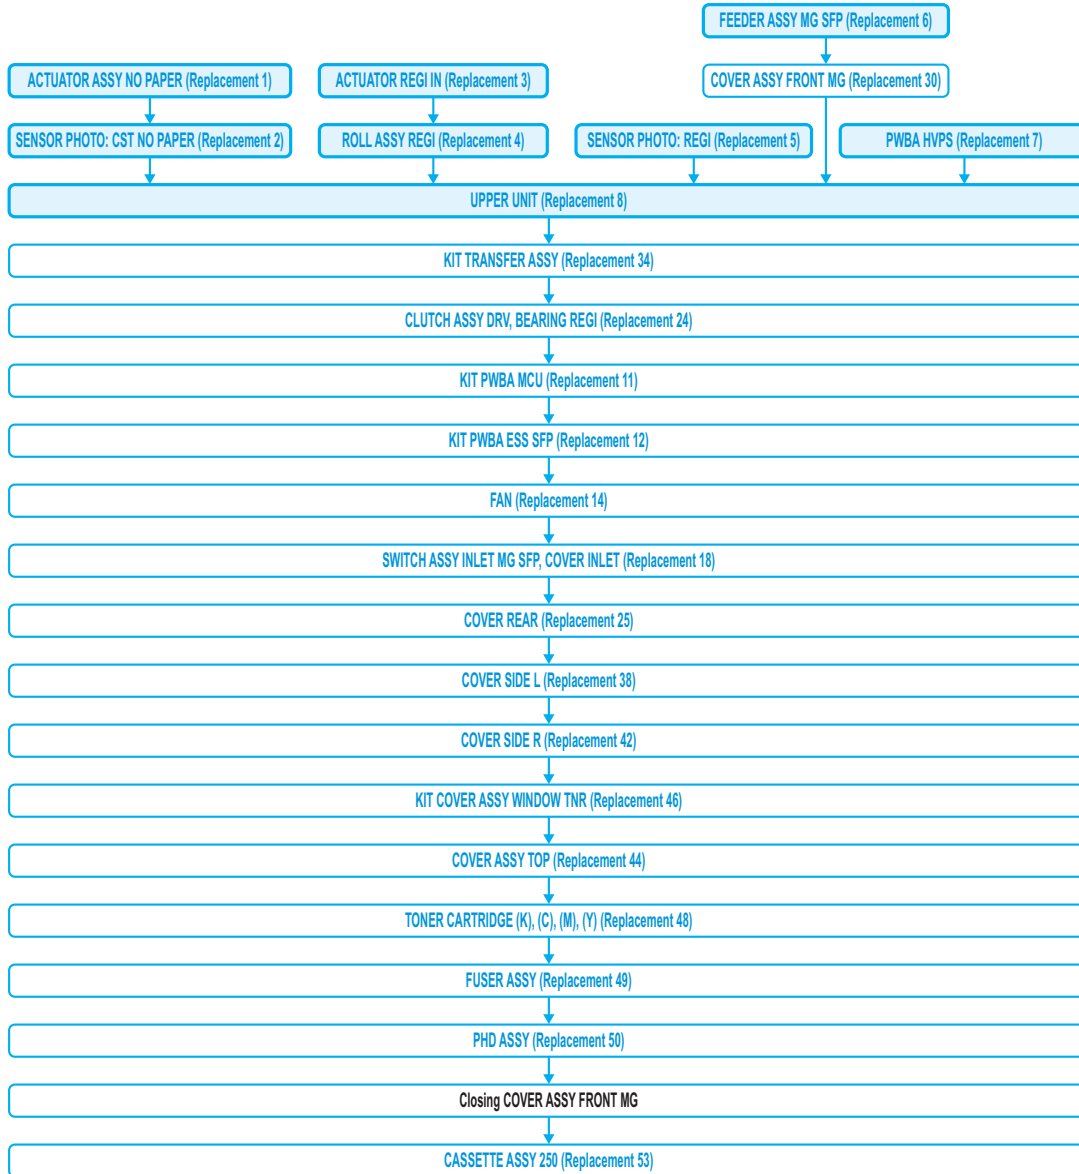 FEEDER ASSY MG SFP (Replacement 6)
ACTUATOR ASSY NO PAPER (Replacement 1)
ACTUATOR REGI IN (Replacement 3)
COVER ASSY FRONT MG (Replacement 30)
SENSOR PHOTO: CST NO PAPER (Replacement 2)
ROLL ASSY REGI (Replacement 4)
SENSOR PHOTO: REGI (Replacement 5)
PWBA HVPS (Replacement 7)
UPPER UNIT (Replacement 8)
KIT TRANSFER ASSY (Replacement 34)
CLUTCH ASSY DRV, BEARING REGI (Replacement 24)
KIT PWBA MCU (Replacement 11)
KIT PWBA ESS SFP (Replacement 12)
FAN (Replacement 14)
SWITCH ASSY INLET MG SFP, COVER INLET (Replacement 18)
COVER REAR (Replacement 25)
COVER SIDE L (Replacement 38)
COVER SIDE R (Replacement 42)
KIT COVER ASSY WINDOW TNR (Replacement 46)
COVER ASSY TOP (Replacement 44)
TONER CARTRIDGE (K), (C), (M), (Y) (Replacement 48)
FUSER ASSY (Replacement 49)
PHD ASSY (Replacement 50)
Closing COVER ASSY FRONT MG
CASSETTE ASSY 250 (Replacement 53)